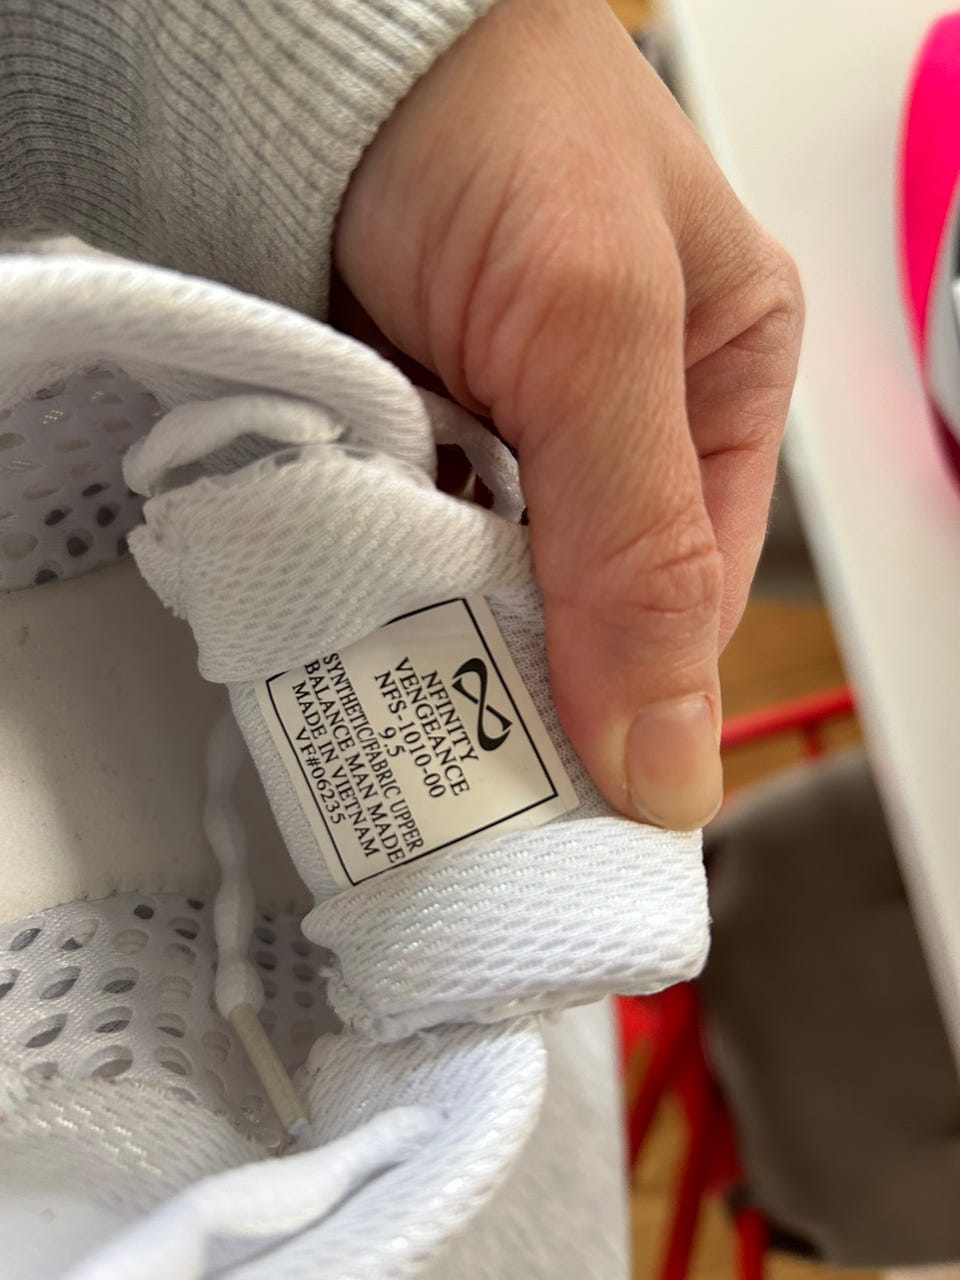 NFINITY
VENGEANCE
NFS-1010-00
9.5
SYNTHETIC/FABRIC UPPER
BALANCE MAN MADE
MADE IN VIETNAM
VF#06235